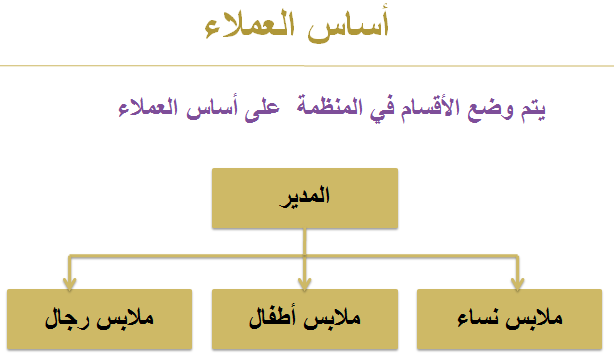 أساس العملاء
يتم وضع الأقسام في المنظمة على أساس العملاء
المدير
ملابس نساء
ملابس أطفال
ملابس رجال